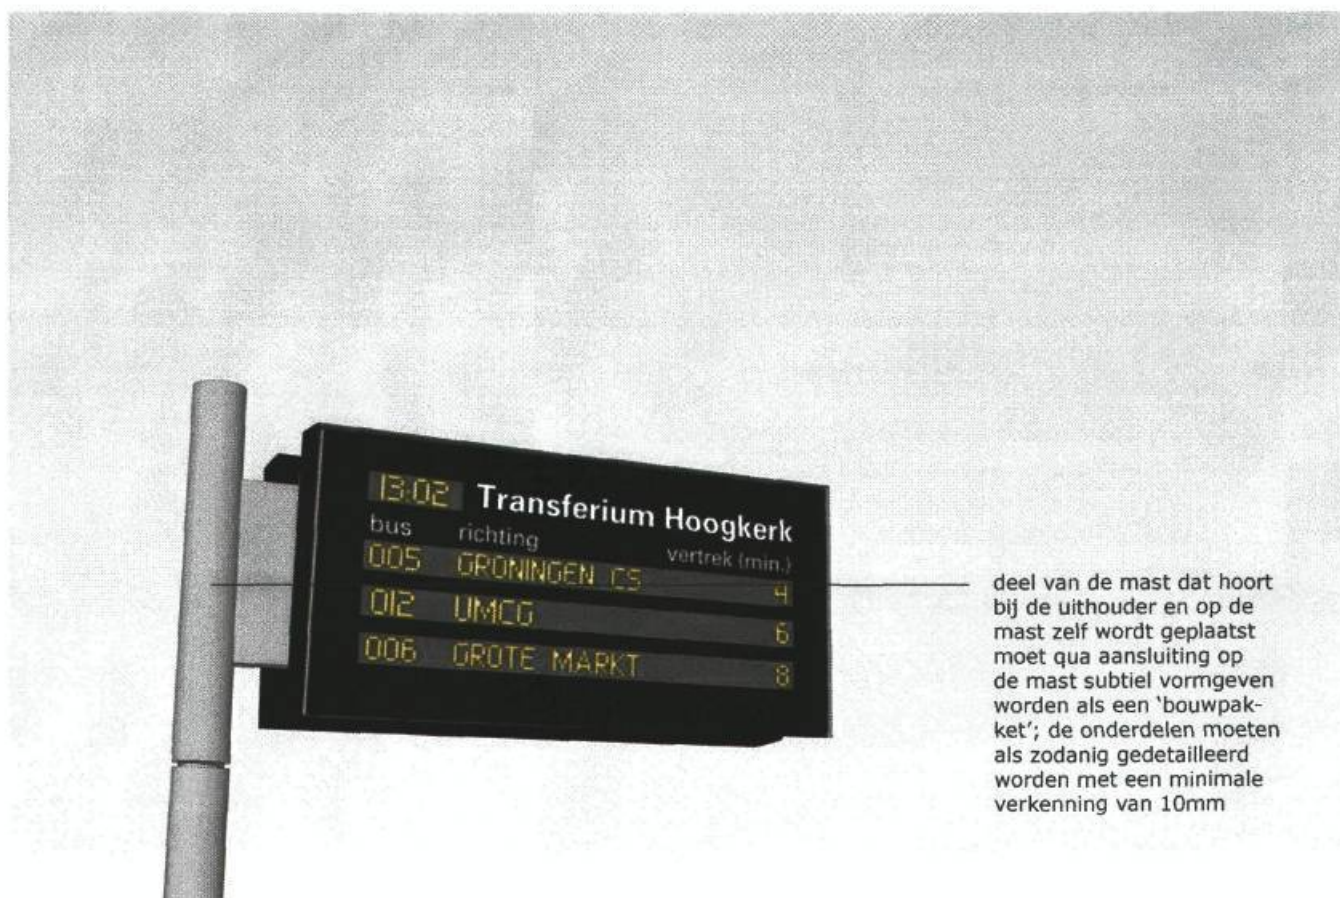 13:02 Transferium Hoogkerk
bus richting vertrek (min.)
005 GRONINGEN CS 4
012 UMCG 6
006 GROTE MARKT 8
deel van de mast dat hoort
bij de uithouder en op de
mast zelf wordt geplaatst
moet qua aansluiting op
de mast subtiel vormgeven
worden als een ‘bouwpak-
ket’; de onderdelen moeten
als zodanig gedetailleerd
worden met een minimale
verkenning van 10mm